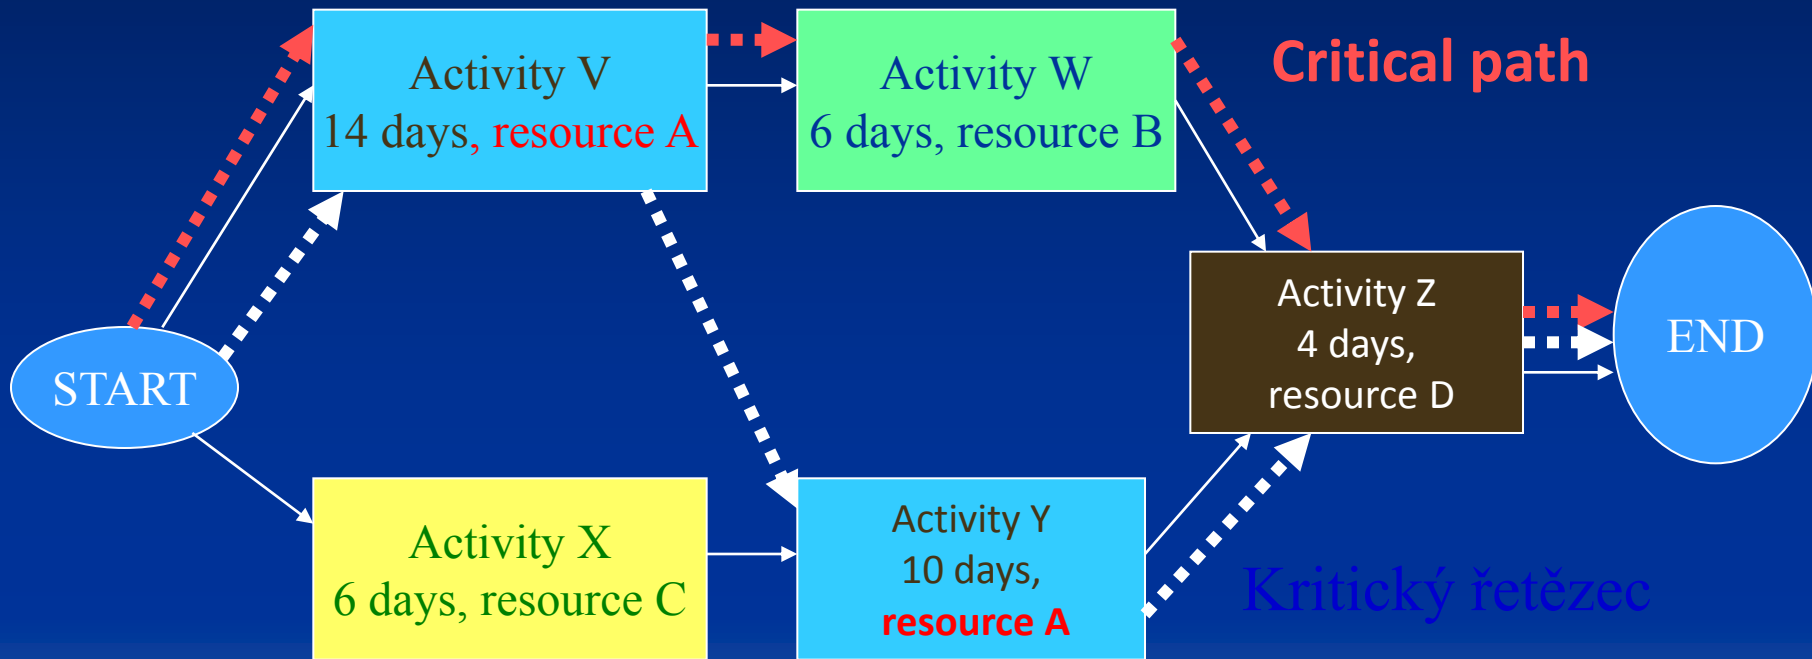 Activity V
14 days, resource A
Activity W
6 days, resource B
Critical path
START
Activity Z
4 days,
resource D
END
Activity X
6 days, resource C
Activity Y
10 days,
resource A
Kritický řetězec